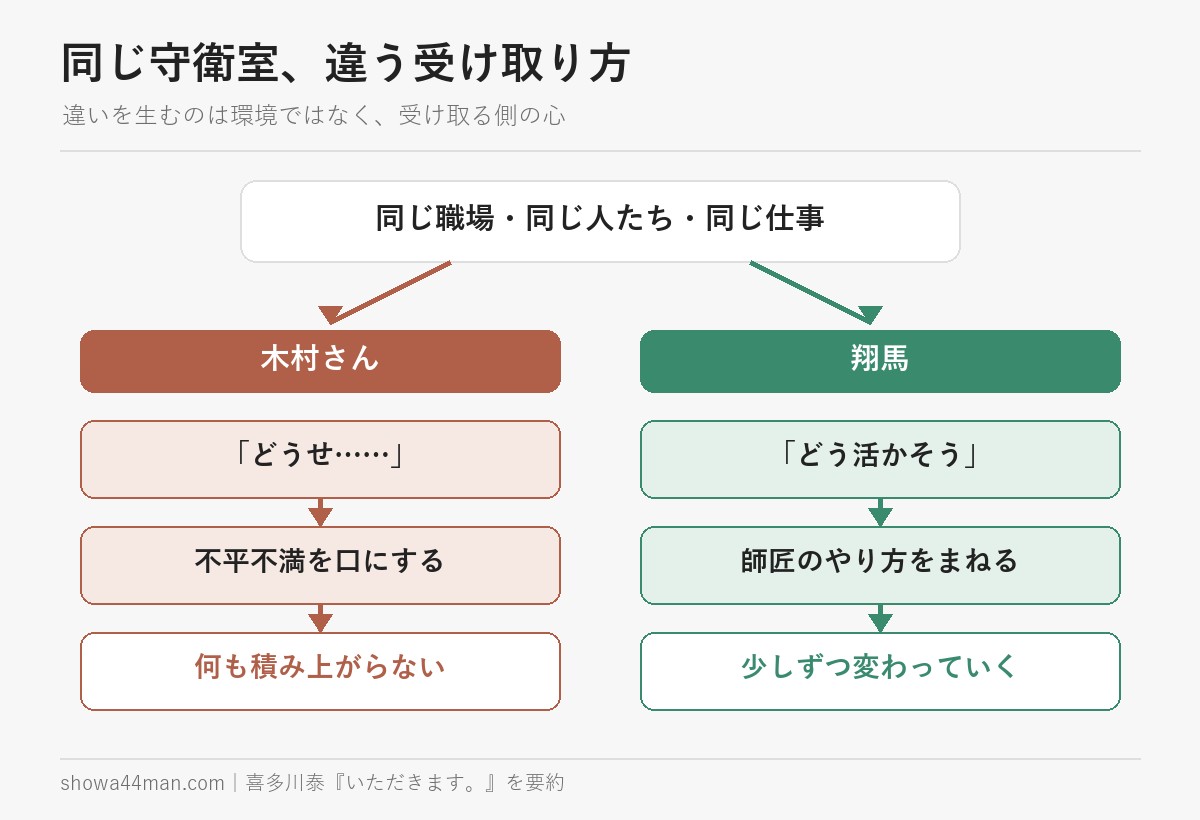 同じ守衛室、違う受け取り方
違いを生むのは環境ではなく、受け取る側の心
同じ職場・同じ人たち・同じ仕事
木村さん
「どうせ……」
不平不満を口にする
何も積み上がらない
翔馬
「どう活かそう」
師匠のやり方をまねる
少しずつ変わっていく
showa44man.com｜喜多川泰『いただきます。』を要約